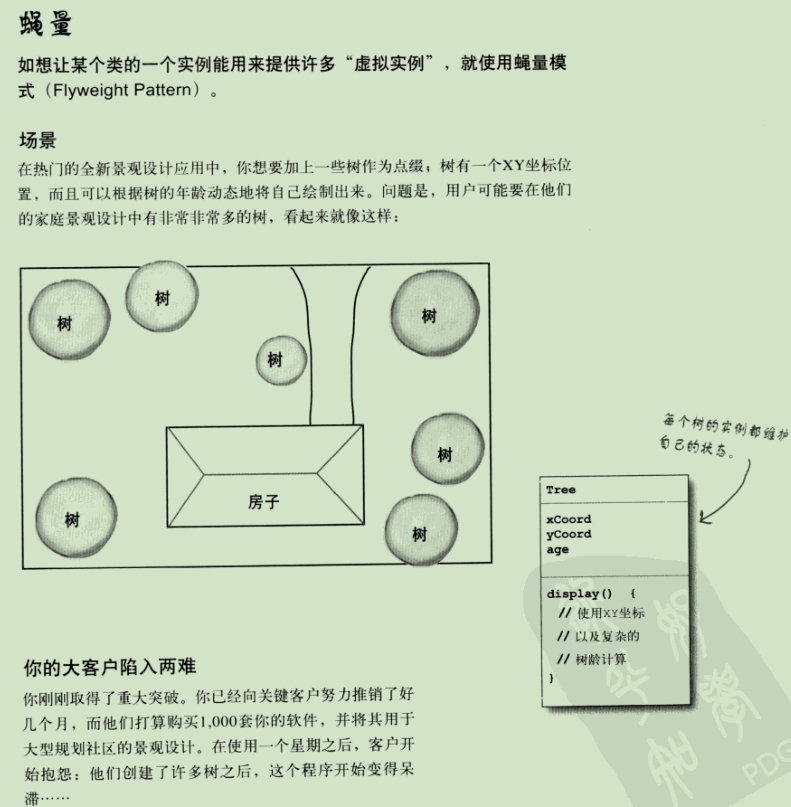 蝇量
如想让某个类的一个实例能用来提供许多“虚拟实例”，就使用蝇量模
式（Flyweight Pattern）。
场景
在热门的全新景观设计应用中，你想要加上一些树作为点缀；树有一个XY坐标位
置，而且可以根据树的年龄动态地将自己绘制出来。问题是，用户可能要在他们
的家庭景观设计中有非常非常多的树，看起来就像这样：
树
树
树
树
树
树
树
房子
每个树的实例都维护
自己的状态。
Tree
xCoord
yCoord
age
display() {
// 使用XY坐标
// 以及复杂的
// 树龄计算
}
你的大客户陷入两难
你刚刚取得了重大突破。你已经向关键客户努力推销了好
几个月，而他们打算购买1,000套你的软件，并将其用于
大型规划社区的景观设计。在使用一个星期之后，客户开
始抱怨：他们创建了许多树之后，这个程序开始变得呆
滞……
PDG